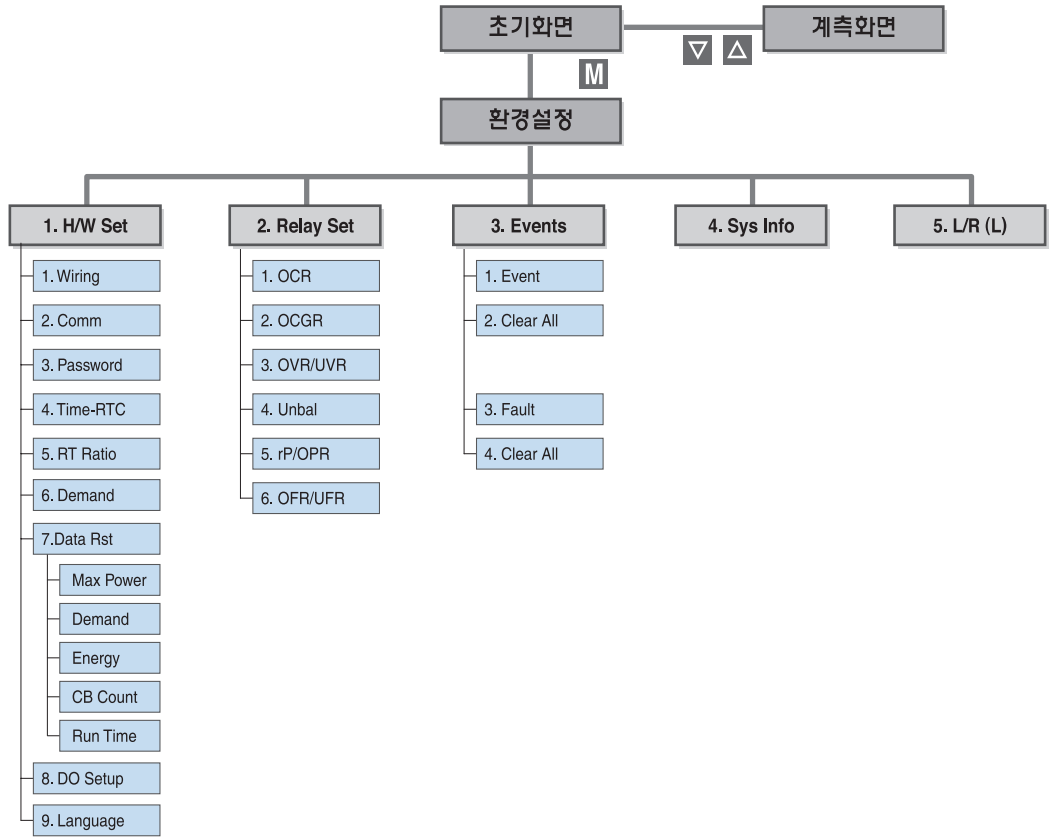 초기화면
계측화면
▽ △
M
환경설정
1. H/W Set
1. Wiring
2. Comm
3. Password
4. Time-RTC
5. RT Ratio
6. Demand
7.Data Rst
Max Power
Demand
Energy
CB Count
Run Time
8. DO Setup
9. Language
2. Relay Set
1. OCR
2. OCGR
3. OVR/UVR
4. Unbal
5. rP/OPR
6. OFR/UFR
3. Events
1. Event
2. Clear All
3. Fault
4. Clear All
4. Sys Info
5. L/R (L)